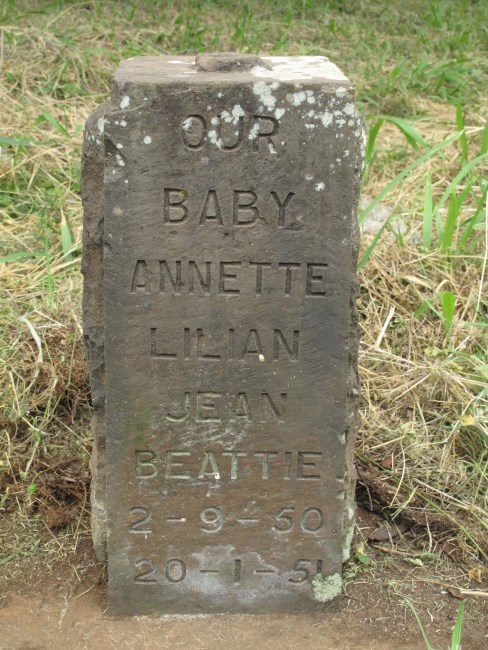 OUR
BABY
ANNETTE
LILIAN
JEAN
BEATTIE
2-9-50
20-1-51